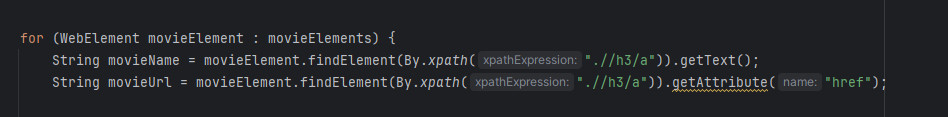 for (WebElement movieElement : movieElements) {
String movieName = movieElement.findElement(By.xpath( xpathExpression: ".//h3/a")).getText();
String movieUrl = movieElement.findElement(By.xpath( xpathExpression: ".//h3/a")).getAttribute( name: "href");